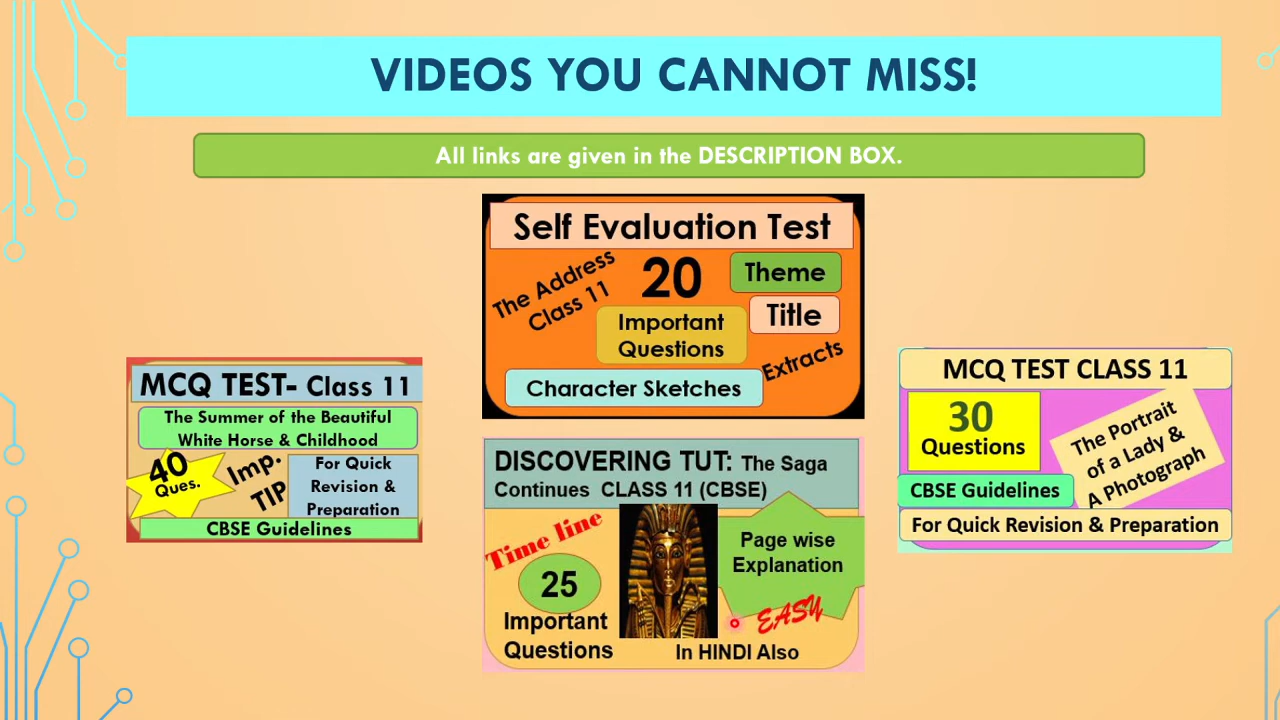 VIDEOS YOU CANNOT MISS!
All links are given in the DESCRIPTION BOX.
Self Evaluation Test
The Address
Class 11
20
Important
Questions
Theme
Title
Extracts
Character Sketches
MCQ TEST- Class 11
The Summer of the Beautiful
White Horse & Childhood
40
Ques.
Imp.
TIP
For Quick
Revision &
Preparation
CBSE Guidelines
DISCOVERING TUT: The Saga
Continues CLASS 11 (CBSE)
Time line
25
Important
Questions
Page wise
Explanation
EASY
In HINDI Also
MCQ TEST CLASS 11
30
Questions
The Portrait
of a Lady &
A Photograph
CBSE Guidelines
For Quick Revision & Preparation